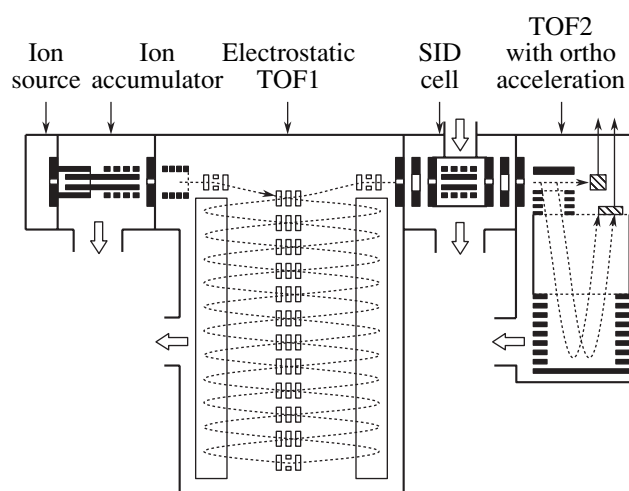 Ion
source
Ion
accumulator
Electrostatic
TOF1
SID
cell
TOF2
with ortho
acceleration